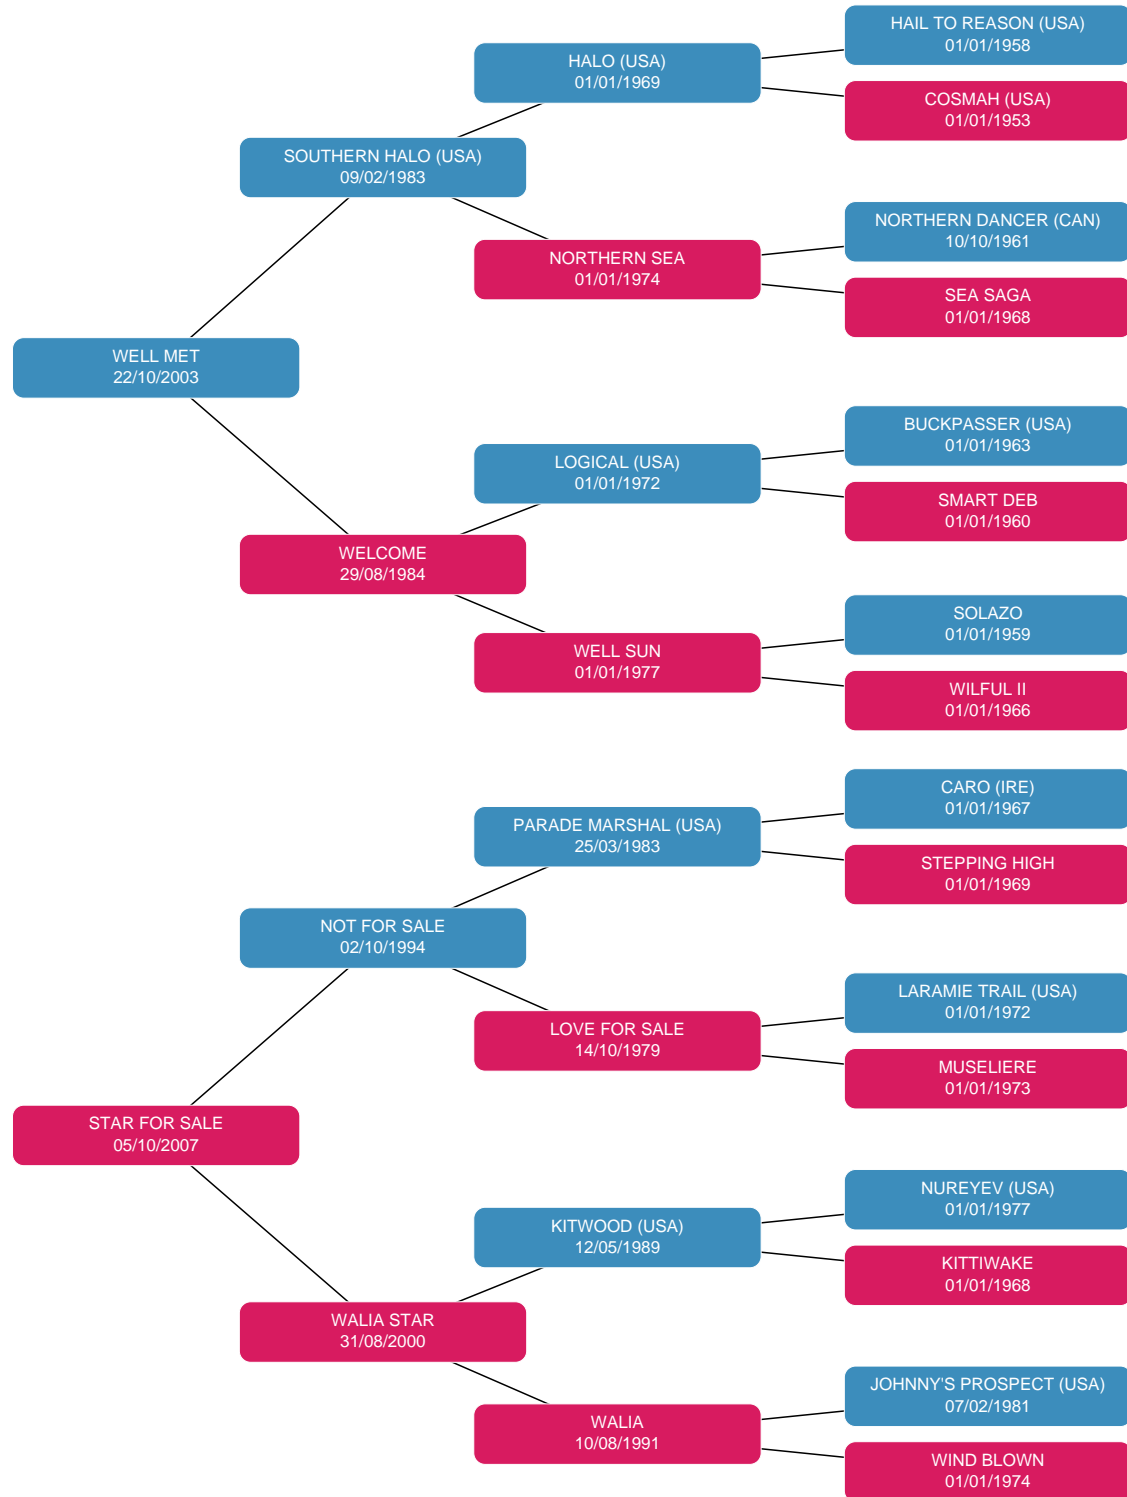 HAIL TO REASON (USA)
01/01/1958
HALO (USA)
01/01/1969
COSMAH (USA)
01/01/1953
SOUTHERN HALO (USA)
09/02/1983
NORTHERN DANCER (CAN)
10/10/1961
NORTHERN SEA
01/01/1974
SEA SAGA
01/01/1968
WELL MET
22/10/2003
BUCKPASSER (USA)
01/01/1963
LOGICAL (USA)
01/01/1972
SMART DEB
01/01/1960
WELCOME
29/08/1984
SOLAZO
01/01/1959
WELL SUN
01/01/1977
WILFUL II
01/01/1966
CARO (IRE)
01/01/1967
PARADE MARSHAL (USA)
25/03/1983
STEPPING HIGH
01/01/1969
NOT FOR SALE
02/10/1994
LARAMIE TRAIL (USA)
01/01/1972
LOVE FOR SALE
14/10/1979
MUSELIERE
01/01/1973
STAR FOR SALE
05/10/2007
NUREYEV (USA)
01/01/1977
KITWOOD (USA)
12/05/1989
KITTIWAKE
01/01/1968
WALIA STAR
31/08/2000
JOHNNY'S PROSPECT (USA)
07/02/1981
WALIA
10/08/1991
WIND BLOWN
01/01/1974